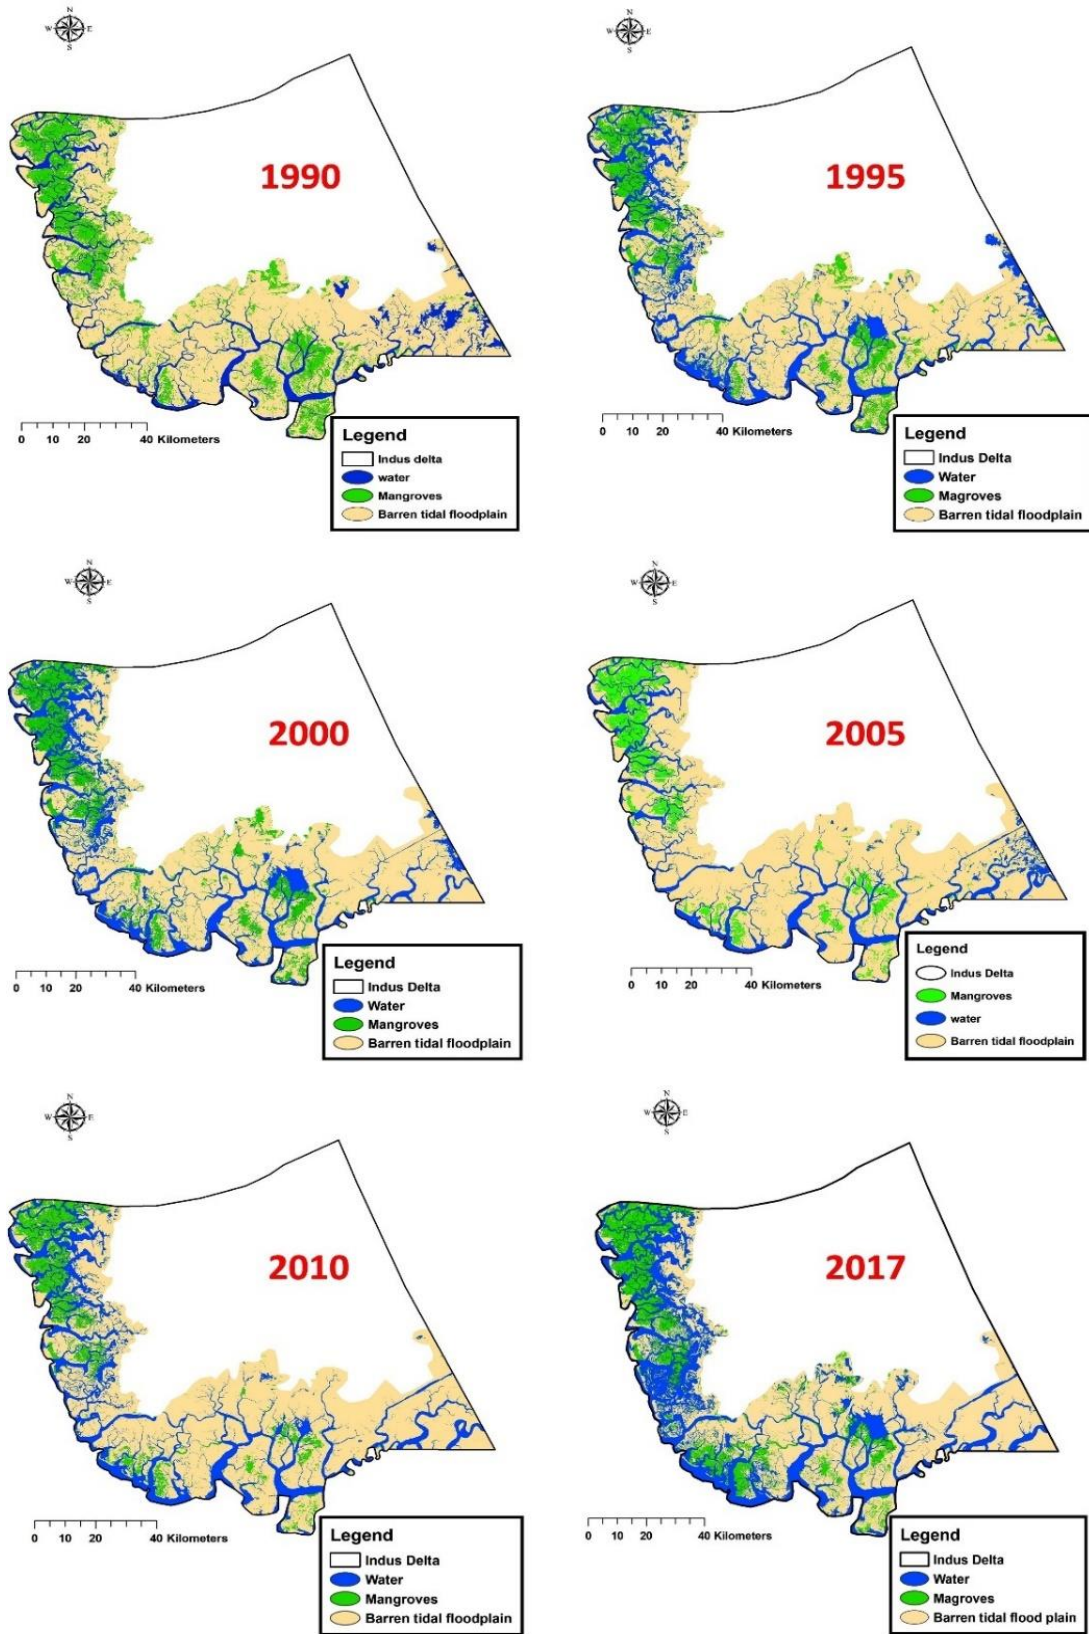 N
W E
S
1990
0 10 20 40 Kilometers
Legend
Indus delta
water
Mangroves
Barren tidal floodplain
N
W E
S
1995
0 10 20 40 Kilometers
Legend
Indus Delta
Water
Magroves
Barren tidal floodplain
N
W E
S
2000
0 10 20 40 Kilometers
Legend
Indus Delta
Water
Mangroves
Barren tidal floodplain
N
W E
S
2005
0 10 20 40 Kilometers
Legend
Indus Delta
Mangroves
water
Barren tidal floodplain
N
W E
S
2010
0 10 20 40 Kilometers
Legend
Indus Delta
Water
Mangroves
Barren tidal floodplain
N
W E
S
2017
0 10 20 40 Kilometers
Legend
Indus Delta
Water
Magroves
Barren tidal flood plain